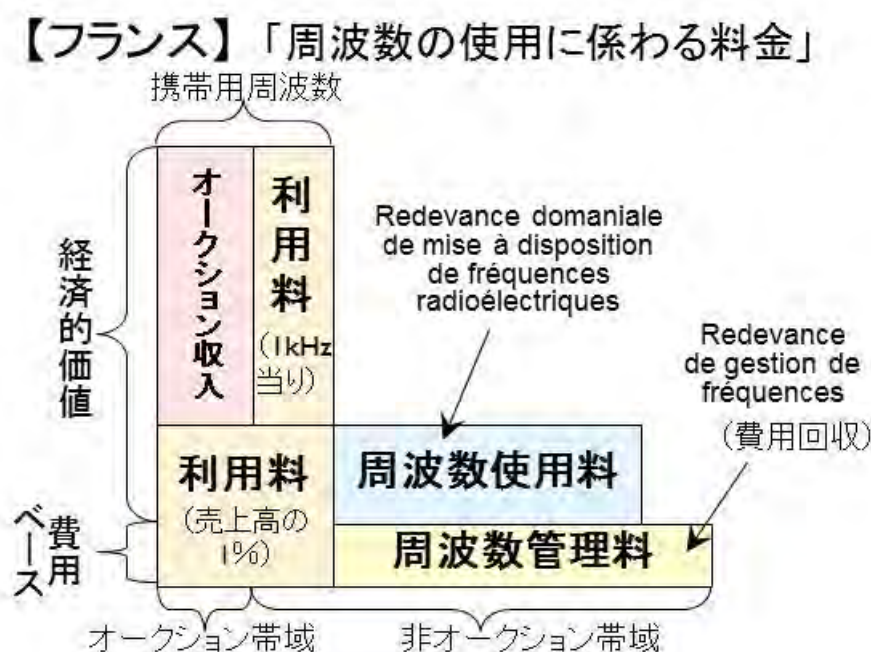 【フランス】「周波数の使用に係わる料金」
携帯用周波数
オークション収入
利用料
(1kHz
当り)
経済的価値
Redevance domaniale
de mise à disposition
de fréquences
radioélectriques
Redevance
de gestion de
fréquences
(費用回収)
利用料
(売上高の
1%)
周波数使用料
費用
ベース
周波数管理料
オークション帯域
非オークション帯域